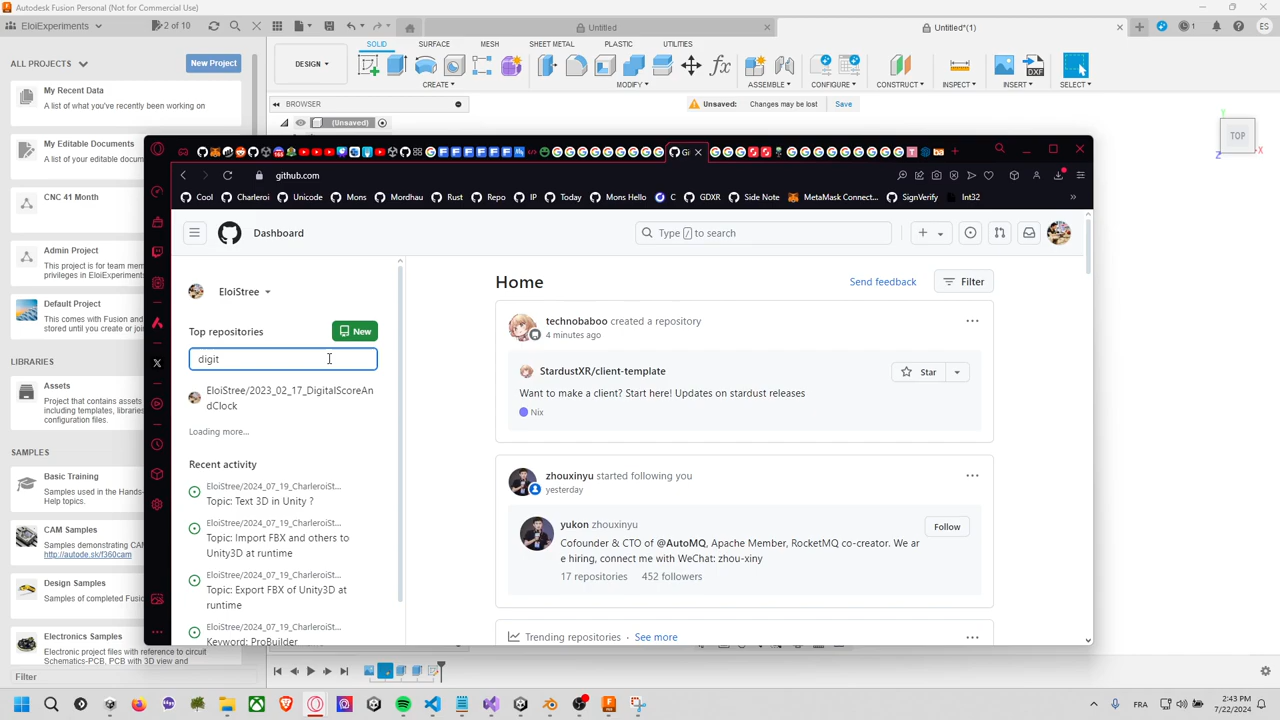 Autodesk Fusion Personal (Not for Commercial Use)
EloiExperiments
2 of 10
Untitled
Untitled*(1)
1
ES
ALL PROJECTS
New Project
My Recent Data
A list of what you've recently been working on
My Editable Documents
A list of your editable docume
CNC 41 Month
Admin Project
This project is for team mem
privileges in EloiExperiments
Default Project
This comes with Fusion and
stored until you create or joi
LIBRARIES
Assets
Project that contains assets
including templates, libraries
configuration files.
SAMPLES
Basic Training
Samples used in the Hands-
Help topics.
CAM Samples
Samples demonstrating CA
http://autode.sk/f360cam
Design Samples
Samples of completed Fusi
Electronics Samples
Electronic project files with reference to circuit
Schematics-PCB, PCB with 3D view and
Filter
SOLID
SURFACE
MESH
SHEET METAL
PLASTIC
UTILITIES
DESIGN
CREATE
MODIFY
ASSEMBLE
CONFIGURE
CONSTRUCT
INSPECT
INSERT
SELECT
BROWSER
(Unsaved)
Unsaved:
Changes may be lost
Save
TOP
Y
X
Z
Gi
github.com
Cool
Charleroi
Unicode
Mons
Mordhau
Rust
Repo
IP
Today
Mons Hello
C
GDXR
Side Note
MetaMask Connect...
SignVerify
Int32
Dashboard
Type / to search
EloiStree
Top repositories
New
digit
EloiStree/2023_02_17_DigitalScoreAn
dClock
Loading more...
Recent activity
EloiStree/2024_07_19_CharleroiSt...
Topic: Text 3D in Unity ?
EloiStree/2024_07_19_CharleroiSt...
Topic: Import FBX and others to
Unity3D at runtime
EloiStree/2024_07_19_CharleroiSt...
Topic: Export FBX of Unity3D at
runtime
EloiStree/2024_07_19_CharleroiSt...
Keyword: ProBuilder
Home
Send feedback
Filter
technobaboo created a repository
4 minutes ago
StardustXR/client-template
Star
Want to make a client? Start here! Updates on stardust releases
Nix
zhouxinyu started following you
yesterday
yukon zhouxinyu
Follow
Cofounder & CTO of @AutoMQ, Apache Member, RocketMQ co-creator. We ar
e hiring, connect me with WeChat: zhou-xiny
17 repositories
452 followers
Trending repositories · See more
FRA
2:43 PM
7/22/2024